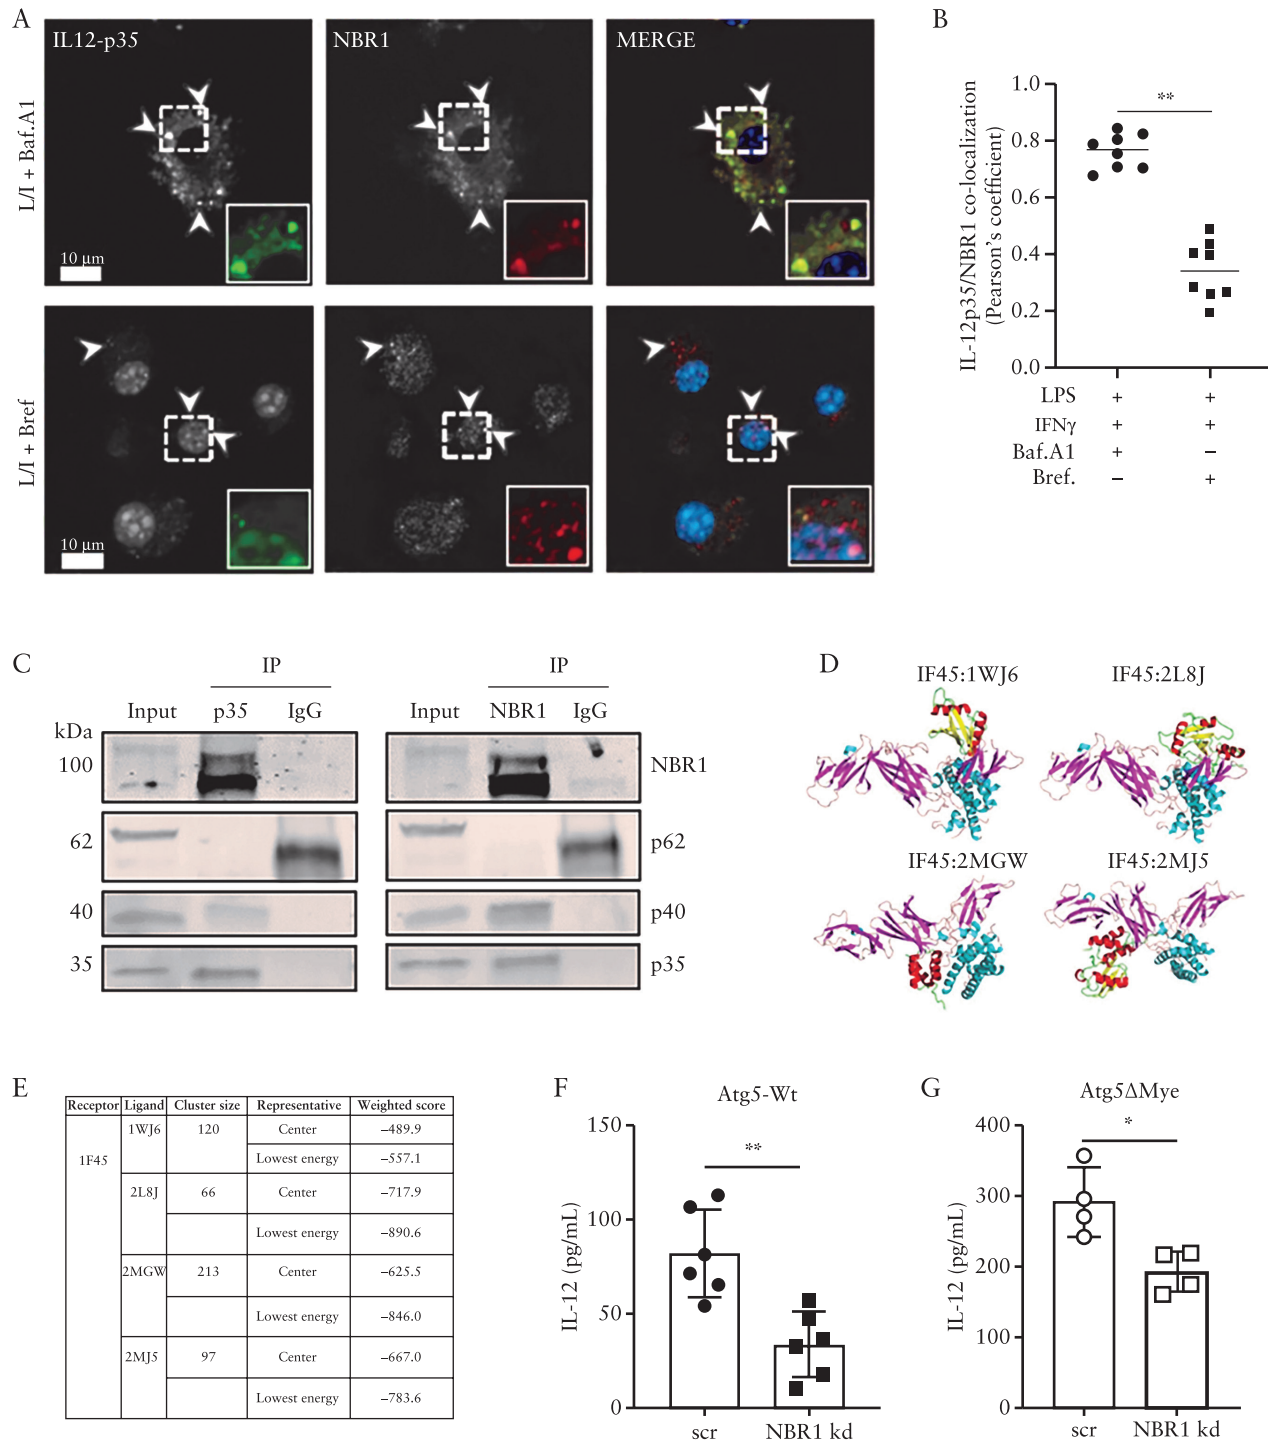 A
IL12-p35
NBR1
MERGE
L/I + Baf.A1
10 µm
L/I + Bref
10 µm
B
IL-12p35/NBR1 co-localization
(Pearson's coefficient)
1.0
0.8
0.6
0.4
0.2
0.0
**
LPS + +
IFNγ + +
Baf.A1 + −
Bref. − +
C
IP IP
Input p35 IgG Input NBR1 IgG
kDa
100 NBR1
62 p62
40 p40
35 p35
D
IF45:1WJ6 IF45:2L8J
IF45:2MGW IF45:2MJ5
E
Receptor Ligand Cluster size Representative Weighted score
1F45 1WJ6 120 Center −489.9
Lowest energy −557.1
2L8J 66 Center −717.9
Lowest energy −890.6
2MGW 213 Center −625.5
Lowest energy −846.0
2MJ5 97 Center −667.0
Lowest energy −783.6
F
Atg5-Wt
IL-12 (pg/mL)
150
100
50
0
**
scr NBR1 kd
G
Atg5ΔMye
IL-12 (pg/mL)
400
300
200
100
0
*
scr NBR1 kd